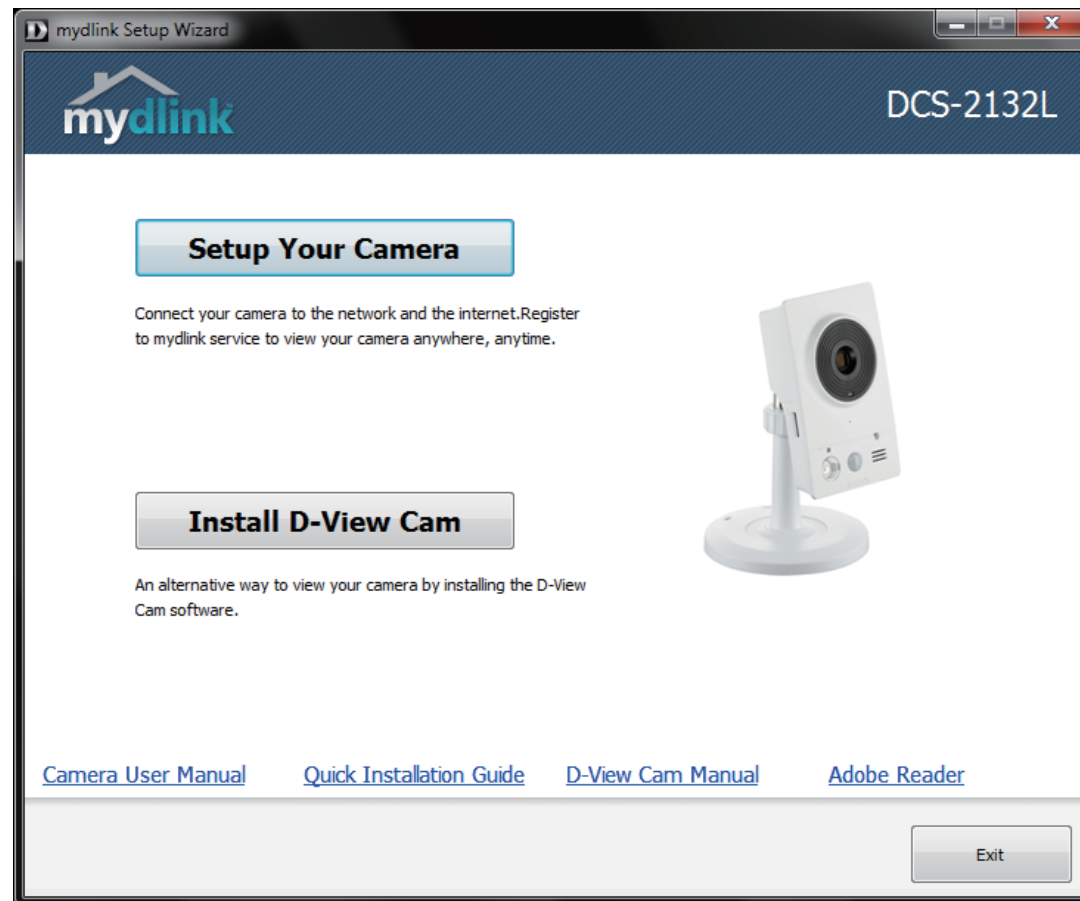 mydlink Setup Wizard
mydlink
DCS-2132L
Setup Your Camera
Connect your camera to the network and the internet.Register
to mydlink service to view your camera anywhere, anytime.
Install D-View Cam
An alternative way to view your camera by installing the D-View
Cam software.
Camera User Manual
Quick Installation Guide
D-View Cam Manual
Adobe Reader
Exit